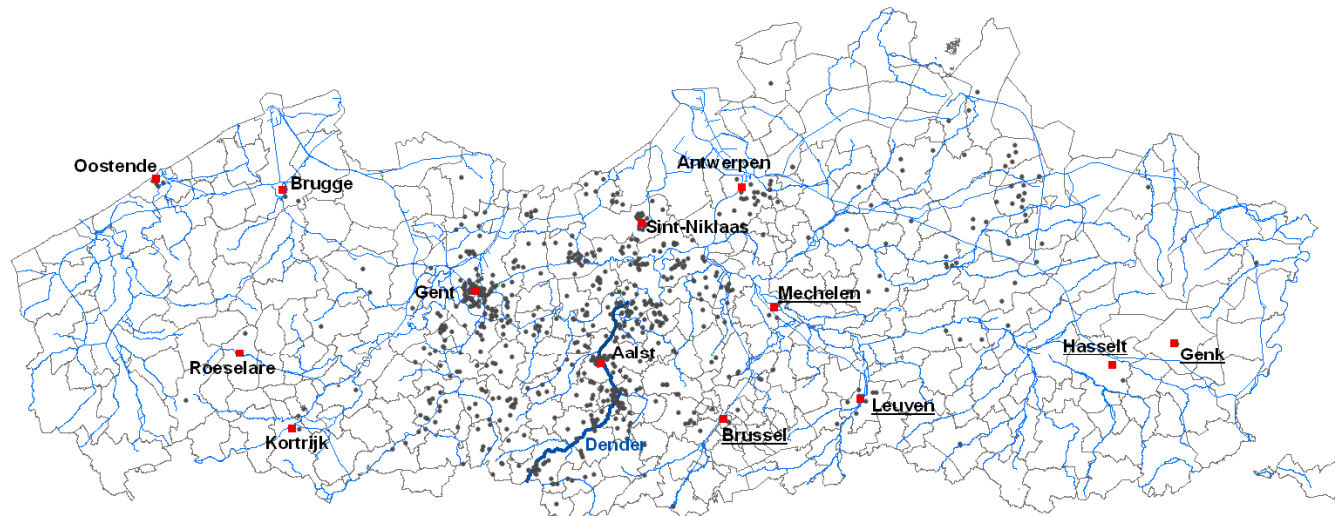 Oostende
Brugge
Antwerpen
Sint-Niklaas
Gent
Mechelen
Roeselare
Aalst
Hasselt
Genk
Leuven
Kortrijk
Dender
Brussel